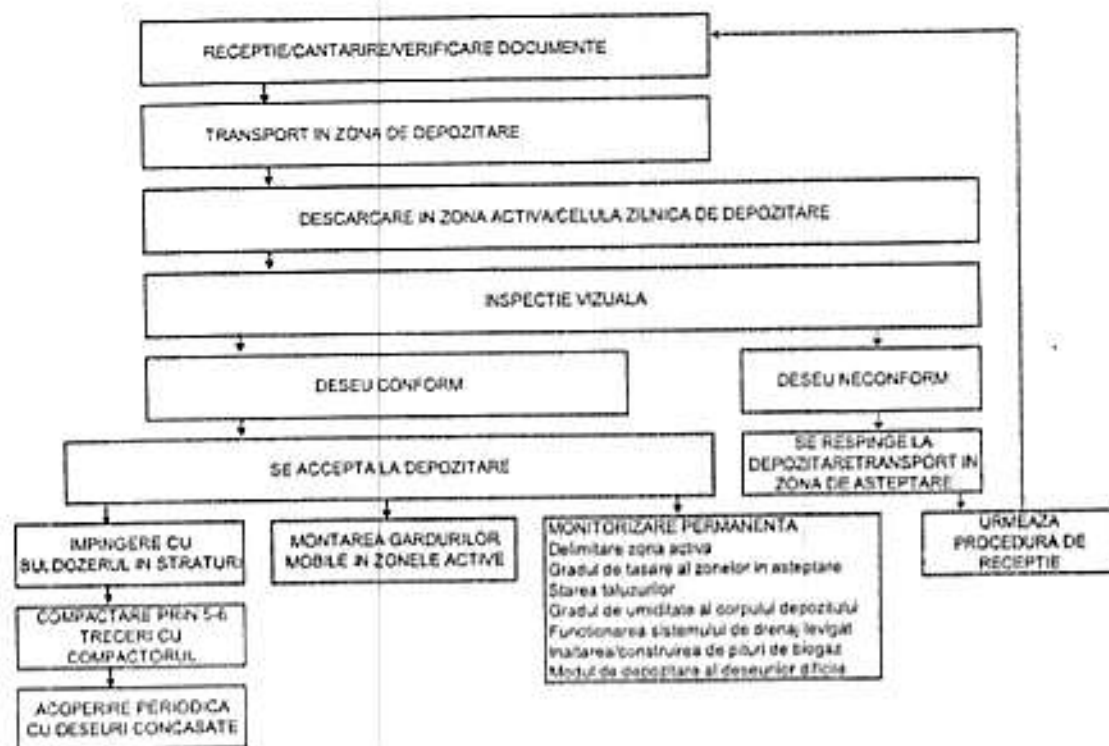 RECEPTIE/CANTARIRE/VERIFICARE DOCUMENTE
TRANSPORT IN ZONA DE DEPOZITARE
DESCARCARE IN ZONA ACTIVA/CELULA ZILNICA DE DEPOZITARE
INSPECTIE VIZUALA
DESEU CONFORM
DESEU NECONFORM
SE ACCEPTA LA DEPOZITARE
SE RESPINGE LA
DEPOZITARETRANSPORT IN
ZONA DE ASTEPTARE
IMPINGERE CU
BULDOZERUL IN STRATURI
MONTAREA GARDURILOR
MOBILE IN ZONELE ACTIVE
MONITORIZARE PERMANENTA
Delimitare zona activa
Gradul de tasare al zonelor in asteptare
Starea taluzurilor
Gradul de umiditate al corpului depozitului
Functionarea sistemului de drenaj levigat
Inaltarea/construirea de puturi de biogaz
Modul de depozitare al deseurilor dificile
URMEAZA
PROCEDURA DE
RECEPTIE
COMPACTARE PRIN 5-6
TRECERI CU
COMPACTORUL
ACOPERIRE PERIODICA
CU DESEURI CONCASATE